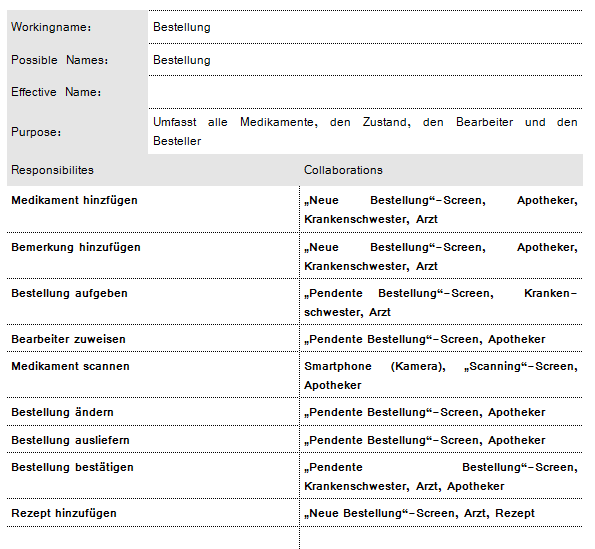 Workingname: Bestellung
Possible Names: Bestellung
Effective Name:
Purpose: Umfasst alle Medikamente, den Zustand, den Bearbeiter und den
Besteller
Responsibilites Collaborations
Medikament hinzfügen „Neue Bestellung“-Screen, Apotheker,
Krankenschwester, Arzt
Bemerkung hinzufügen „Neue Bestellung“-Screen, Apotheker,
Krankenschwester, Arzt
Bestellung aufgeben „Pendente Bestellung“-Screen, Kranken-
schwester, Arzt
Bearbeiter zuweisen „Pendente Bestellung“-Screen, Apotheker
Medikament scannen Smartphone (Kamera), „Scanning“-Screen,
Apotheker
Bestellung ändern „Pendente Bestellung“-Screen, Apotheker
Bestellung ausliefern „Pendente Bestellung“-Screen, Apotheker
Bestellung bestätigen „Pendente Bestellung“-Screen,
Krankenschwester, Arzt, Apotheker
Rezept hinzufügen „Neue Bestellung“-Screen, Arzt, Rezept